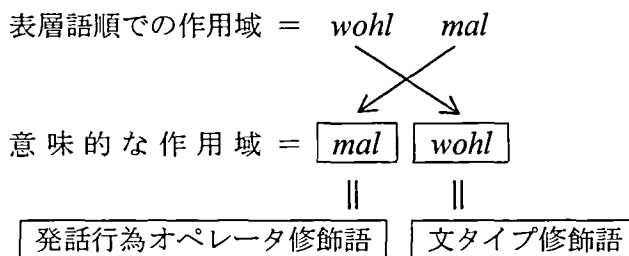 表層語順での作用域 = wohl mal
意味的な作用域 = mal wohl
|| ||
発話行為オペレータ修飾語 文タイプ修飾語